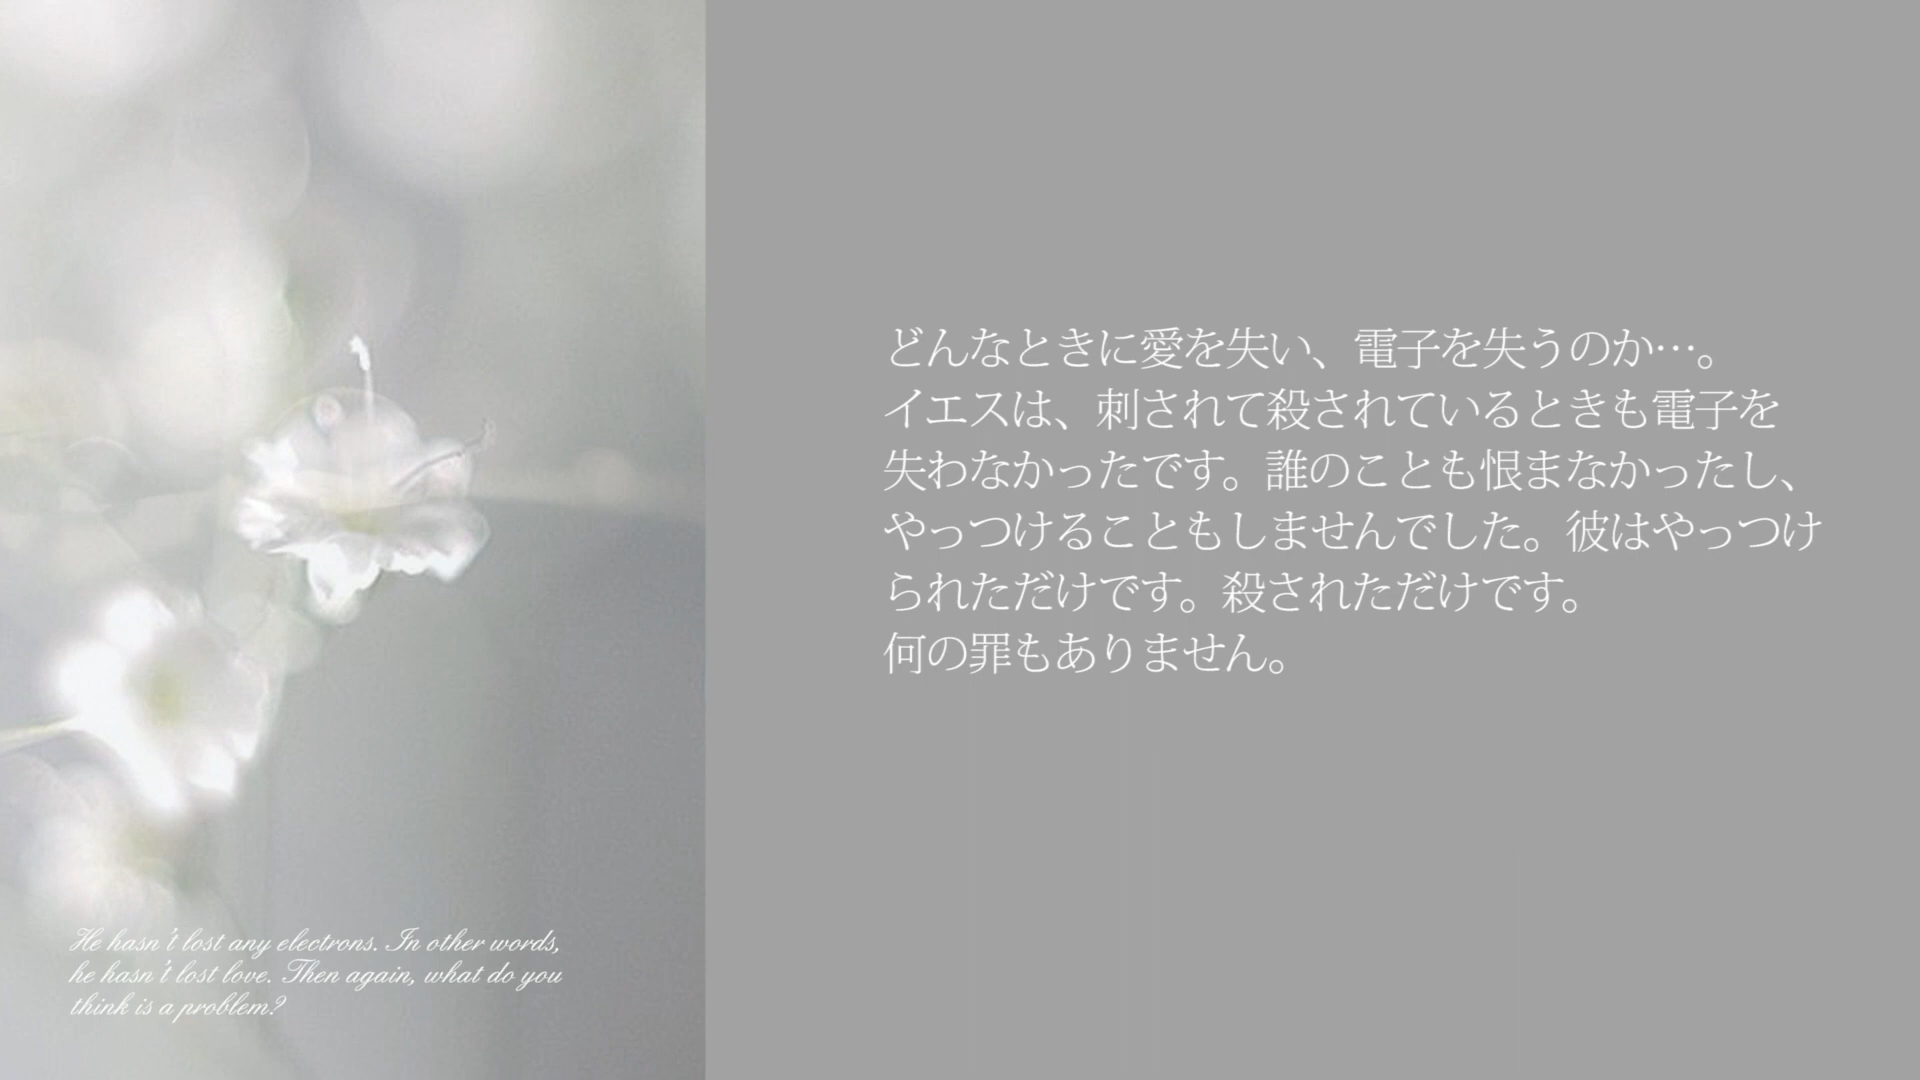 どんなときに愛を失い、電子を失うのか…。
イエスは、刺されて殺されているときも電子を
失わなかったです。誰のことも恨まなかったし、
やっつけることもしませんでした。彼はやっつけ
られただけです。殺されただけです。
何の罪もありません。
He hasn't lost any electrons. In other words,
he hasn't lost love. Then again, what do you
think is a problem?